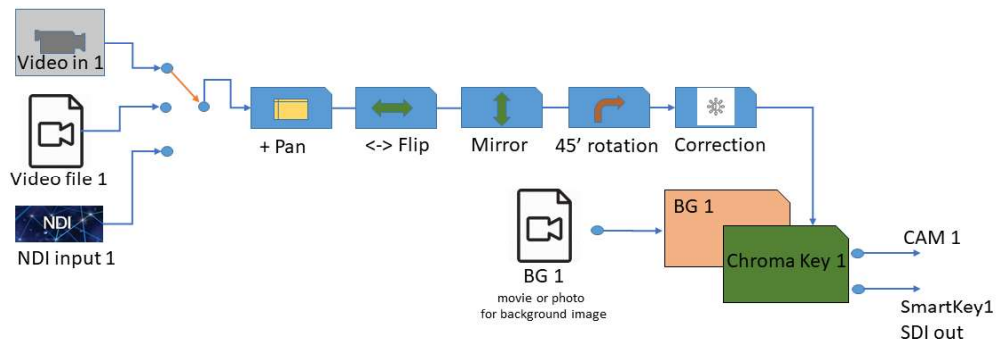 Video in 1
Video file 1
NDI
NDI input 1
+ Pan
<-> Flip
Mirror
45' rotation
Correction
BG 1
movie or photo
for background image
BG 1
Chroma Key 1
CAM 1
SmartKey1
SDI out